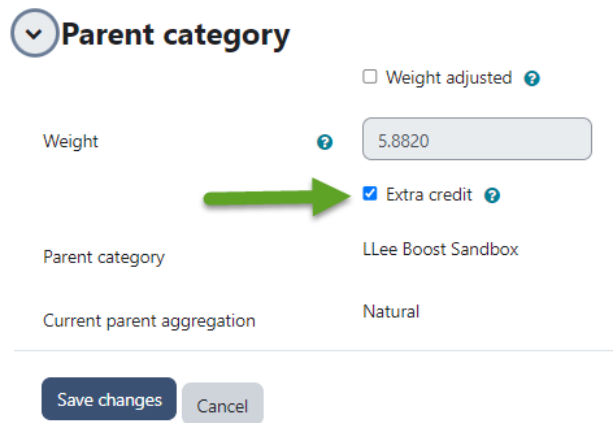 Parent category
Weight adjusted
Weight 5.8820
Extra credit
Parent category LLee Boost Sandbox
Current parent aggregation Natural
Save changes Cancel